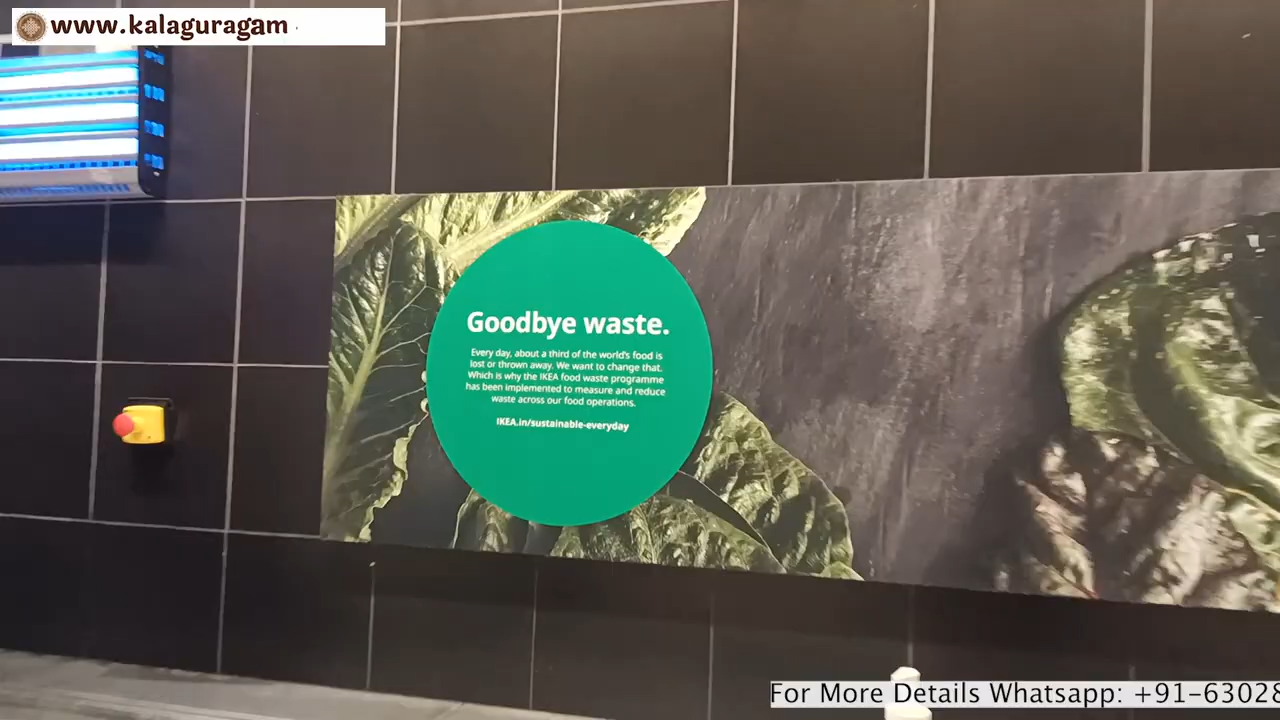 www.kalaguragam
Goodbye waste.
Every day, about a third of the world's food is
lost or thrown away. We want to change that.
Which is why the IKEA food waste programme
has been implemented to measure and reduce
waste across our food operations.
IKEA.in/sustainable-everyday
For More Details Whatsapp: +91-63028